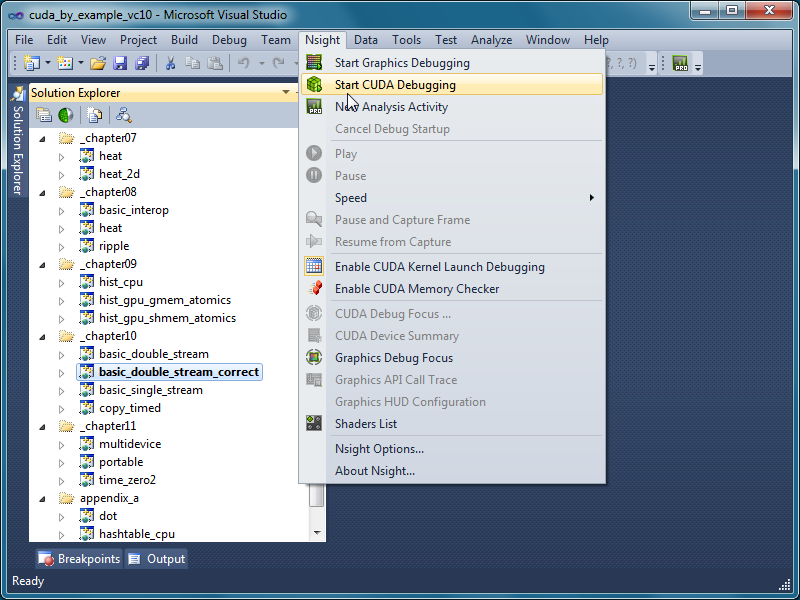 cuda_by_example_vc10 - Microsoft Visual Studio
File Edit View Project Build Debug Team Nsight Data Tools Test Analyze Window Help
?, ?)
PRO
Solution Explorer
Solution Explorer
_chapter07
heat
heat_2d
_chapter08
basic_interop
heat
ripple
_chapter09
hist_cpu
hist_gpu_gmem_atomics
hist_gpu_shmem_atomics
_chapter10
basic_double_stream
basic_double_stream_correct
basic_single_stream
copy_timed
_chapter11
multidevice
portable
time_zero2
appendix_a
dot
hashtable_cpu
Start Graphics Debugging
Start CUDA Debugging
PRO
New Analysis Activity
Cancel Debug Startup
Play
Pause
Speed
Pause and Capture Frame
Resume from Capture
Enable CUDA Kernel Launch Debugging
Enable CUDA Memory Checker
CUDA Debug Focus ...
CUDA Device Summary
Graphics Debug Focus
Graphics API Call Trace
Graphics HUD Configuration
Shaders List
Nsight Options...
About Nsight...
Breakpoints Output
Ready